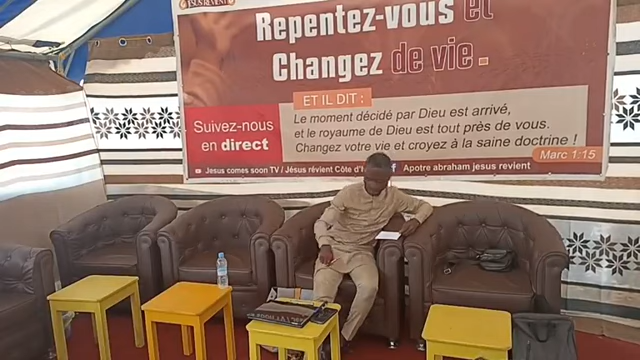 JÉSUS REVIENT
Repentez-vous et
Changez de vie.
ET IL DIT :
Le moment décidé par Dieu est arrivé,
et le royaume de Dieu est tout près de vous.
Changez votre vie et croyez à la saine doctrine !
Marc 1:15
Suivez-nous
en direct
Jesus comes soon TV / Jésus révient Côte d'I
Apotre abraham jesus revient